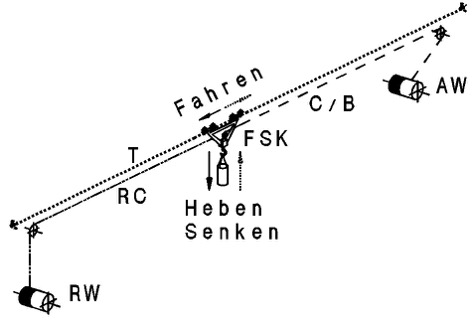 Fahren
AW
C/B
FSK
T
RC
Heben
Senken
RW